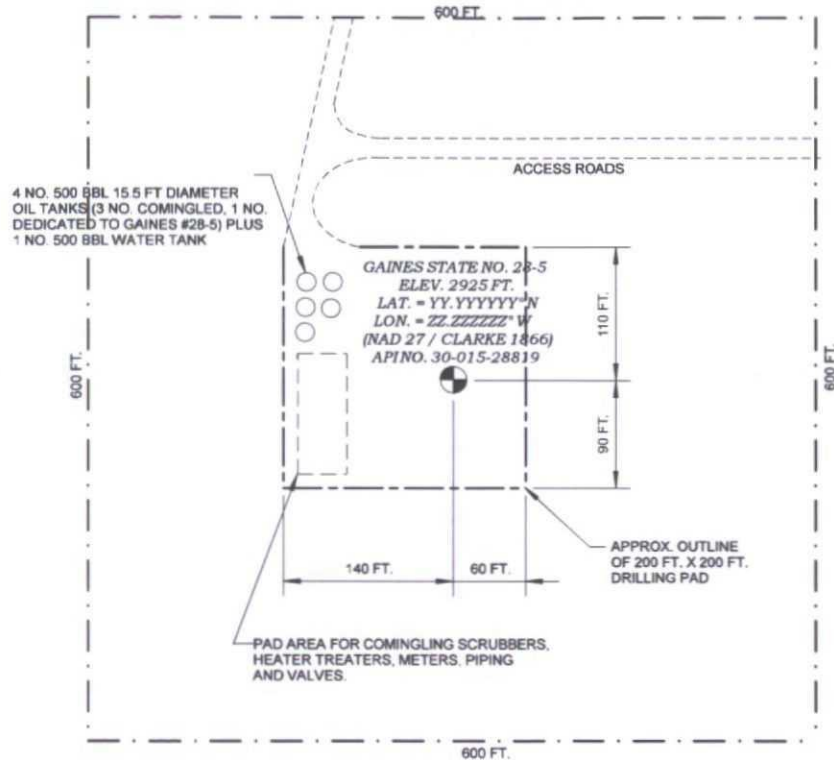 600 FT.
ACCESS ROADS
4 NO. 500 BBL 15.5 FT DIAMETER
OIL TANKS (3 NO. COMINGLED, 1 NO.
DEDICATED TO GAINES #28-5) PLUS
1 NO. 500 BBL WATER TANK
GAINES STATE NO. 28-5
ELEV. 2925 FT.
LAT. = YY.YYYYYY° N
LON. = ZZ.ZZZZZZ° W
(NAD 27 / CLARKE 1866)
API NO. 30-015-28819
110 FT.
600 FT.
600 FT.
90 FT.
140 FT.
60 FT.
APPROX. OUTLINE
OF 200 FT. X 200 FT.
DRILLING PAD
PAD AREA FOR COMINGLING SCRUBBERS,
HEATER TREATERS, METERS, PIPING
AND VALVES.
600 FT.